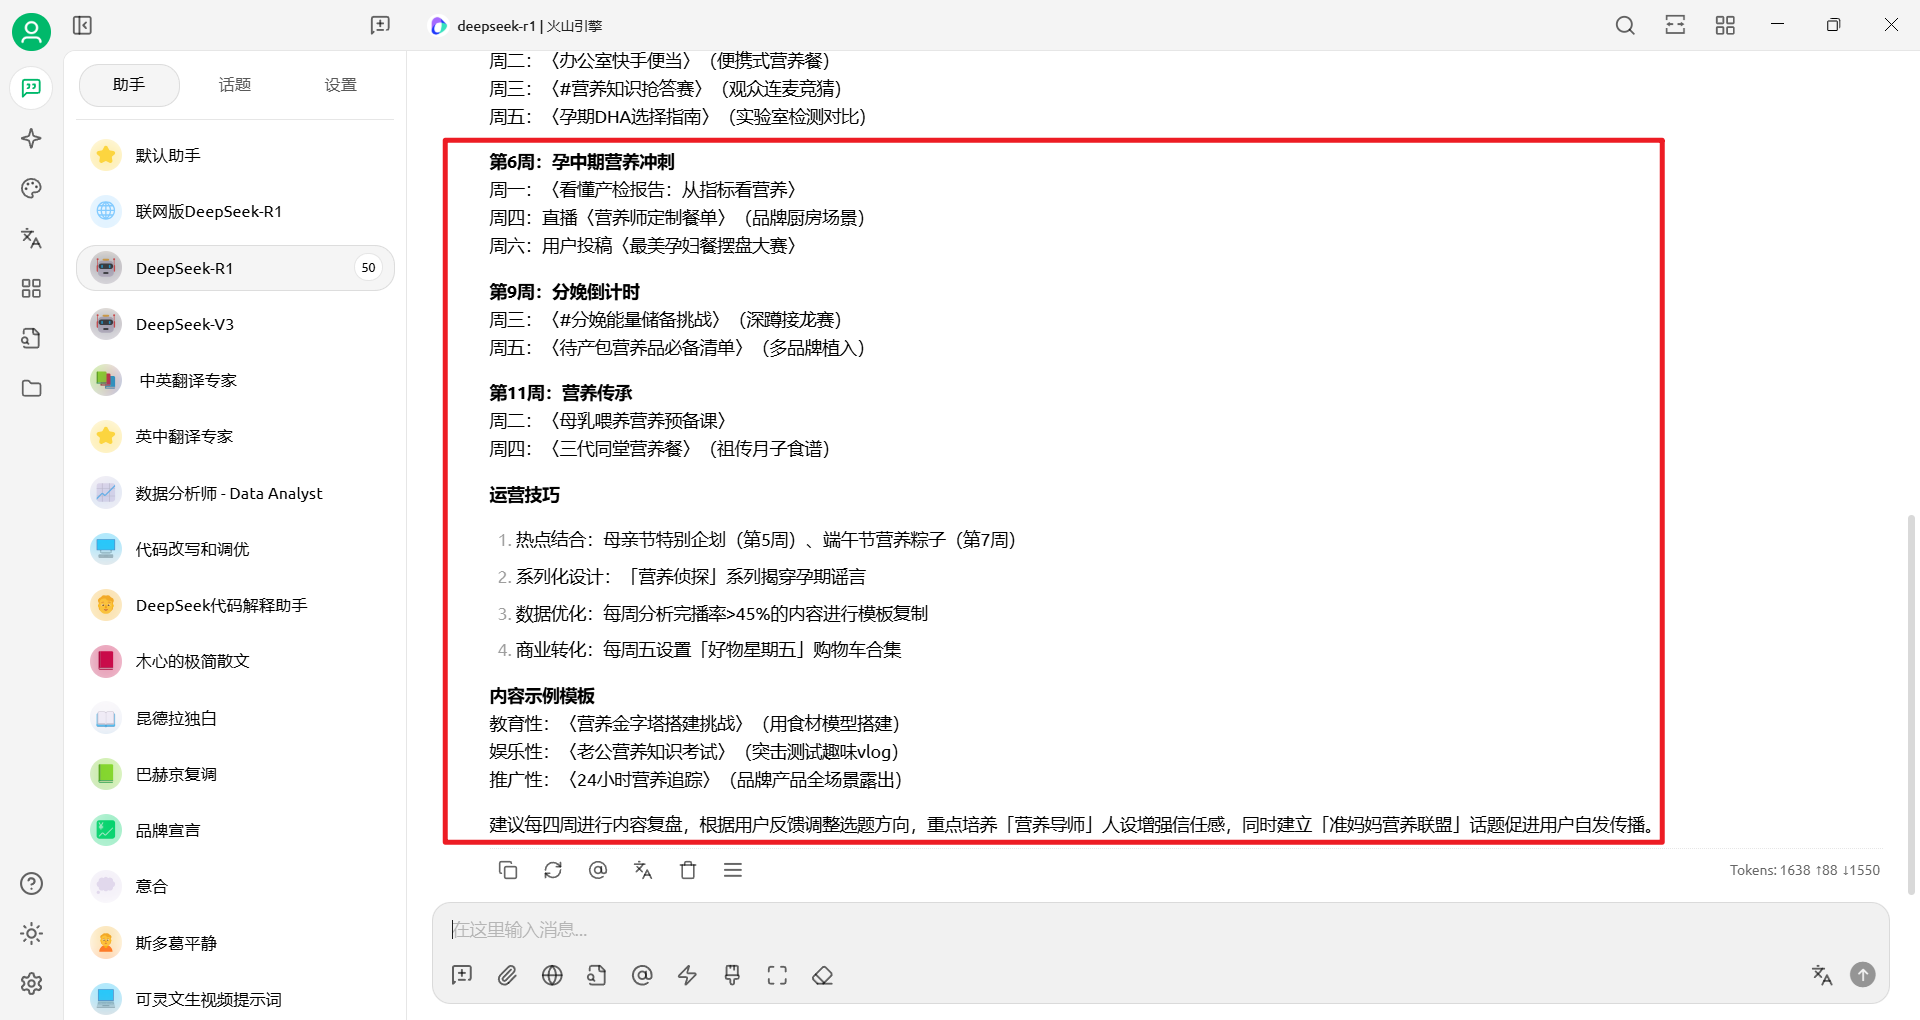 deepseek-r1 | 火山引擎
助手
话题
设置
默认助手
联网版DeepSeek-R1
DeepSeek-R1
50
DeepSeek-V3
中英翻译专家
英中翻译专家
数据分析师 - Data Analyst
代码改写和调优
DeepSeek代码解释助手
木心的极简散文
昆德拉独白
巴赫京复调
品牌宣言
意合
斯多葛平静
可灵文生视频提示词
周二：〈办公室快手便当〉（便携式营养餐）
周三：〈#营养知识抢答赛〉（观众连麦竞猜）
周五：〈孕期DHA选择指南〉（实验室检测对比）
第6周：孕中期营养冲刺
周一：〈看懂产检报告：从指标看营养〉
周四：直播〈营养师定制餐单〉（品牌厨房场景）
周六：用户投稿〈最美孕妇餐摆盘大赛〉
第9周：分娩倒计时
周三：〈#分娩能量储备挑战〉（深蹲接龙赛）
周五：〈待产包营养品必备清单〉（多品牌植入）
第11周：营养传承
周二：〈母乳喂养营养预备课〉
周四：〈三代同堂营养餐〉（祖传月子食谱）
运营技巧
1. 热点结合：母亲节特别企划（第5周）、端午节营养粽子（第7周）
2. 系列化设计：「营养侦探」系列揭穿孕期谣言
3. 数据优化：每周分析完播率>45%的内容进行模板复制
4. 商业转化：每周五设置「好物星期五」购物车合集
内容示例模板
教育性：〈营养金字塔搭建挑战〉（用食材模型搭建）
娱乐性：〈老公营养知识考试〉（突击测试趣味vlog）
推广性：〈24小时营养追踪〉（品牌产品全场景露出）
建议每四周进行内容复盘，根据用户反馈调整选题方向，重点培养「营养导师」人设增强信任感，同时建立「准妈妈营养联盟」话题促进用户自发传播。
Tokens: 1638 ↑88 ↓1550
在这里输入消息...